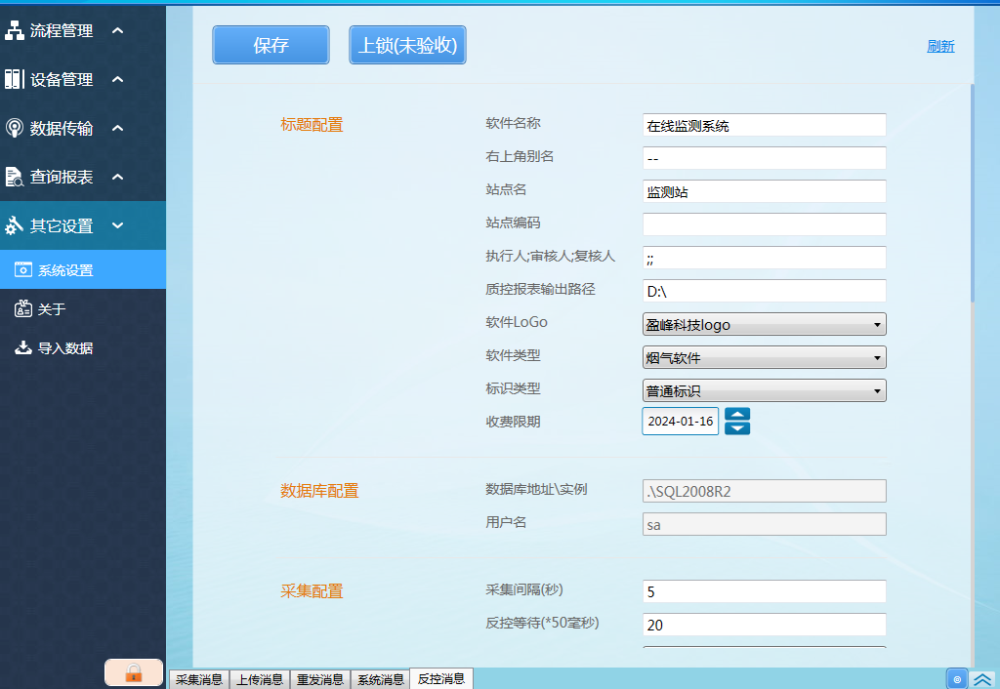 流程管理
设备管理
数据传输
查询报表
其它设置
系统设置
关于
导入数据
保存
上锁(未验收)
刷新
标题配置
软件名称 在线监测系统
右上角别名 --
站点名 监测站
站点编码
执行人;审核人;复核人 ;;
质控报表输出路径 D:\
软件LoGo 盈峰科技logo
软件类型 烟气软件
标识类型 普通标识
收费限期 2024-01-16
数据库配置
数据库地址\实例 .\SQL2008R2
用户名 sa
采集配置
采集间隔(秒) 5
反控等待(*50毫秒) 20
采集消息 上传消息 重发消息 系统消息 反控消息